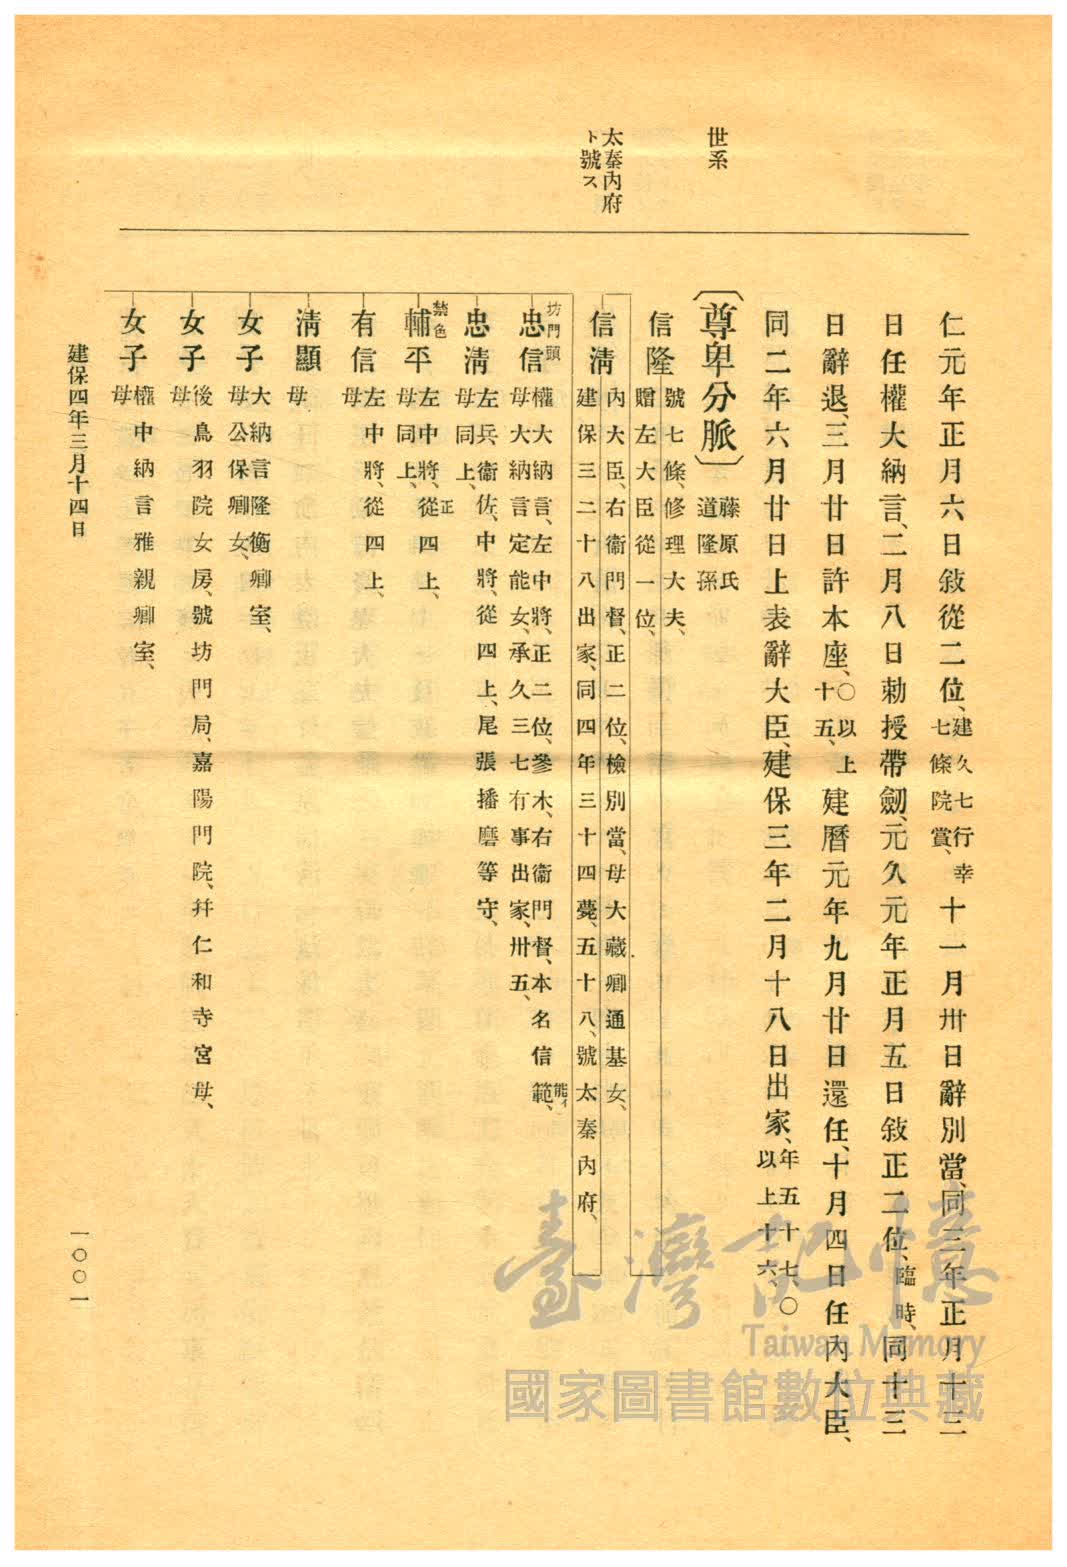 世系
太秦內府
ト號ス
仁元年正月六日敍從二位、建久七行幸七條院賞、十一月卅日辭別當、同三年正月十三
日任權大納言、二月八日勅授帶劔、元久元年正月五日敍正二位、臨時、同十三
日辭退、三月廿日許本座、〇以上十五、建曆元年九月廿日還任、十月四日任內大臣、
同二年六月廿日上表辭大臣、建保三年二月十八日出家、年五十七〇以上十六、
〔尊卑分脈〕藤原氏道隆孫
信隆 號七條、修理大夫、
贈左大臣從一位、
信淸 內大臣、右衞門督、正二位、檢別當、母大藏卿通基女、
建保三二十八出家、同四年三十四薨、五十八、號太秦內府、
坊門頭
忠信 權大納言、左中將、正二位、參木、右衞門督、本名信範、能イ
母大納言定能女、承久三七有事出家、卅五、
忠淸 左兵衞佐、中將、從四上、尾張播磨等守、
母同上、
禁色
輔平 左中將、從四上、正
母同上、
有信 左中將、從四上、
母
淸顯
母
女子 大納言隆衡卿室、
母公保卿女、
女子 後鳥羽院女房、號坊門局、嘉陽門院、幷仁和寺宮母、
母
女子 權中納言雅親卿室、
母
建保四年三月十四日
一〇〇一
臺灣記憶
Taiwan Memory
國家圖書館數位典藏